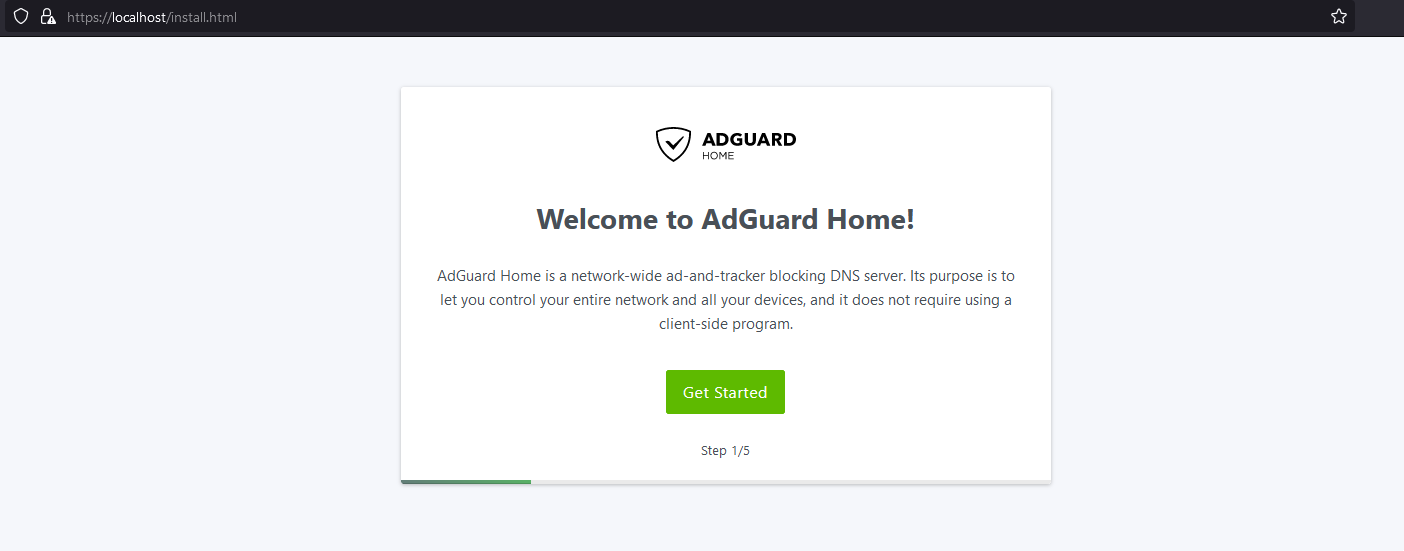 https://localhost/install.html
ADGUARD
HOME
Welcome to AdGuard Home!
AdGuard Home is a network-wide ad-and-tracker blocking DNS server. Its purpose is to
let you control your entire network and all your devices, and it does not require using a
client-side program.
Get Started
Step 1/5